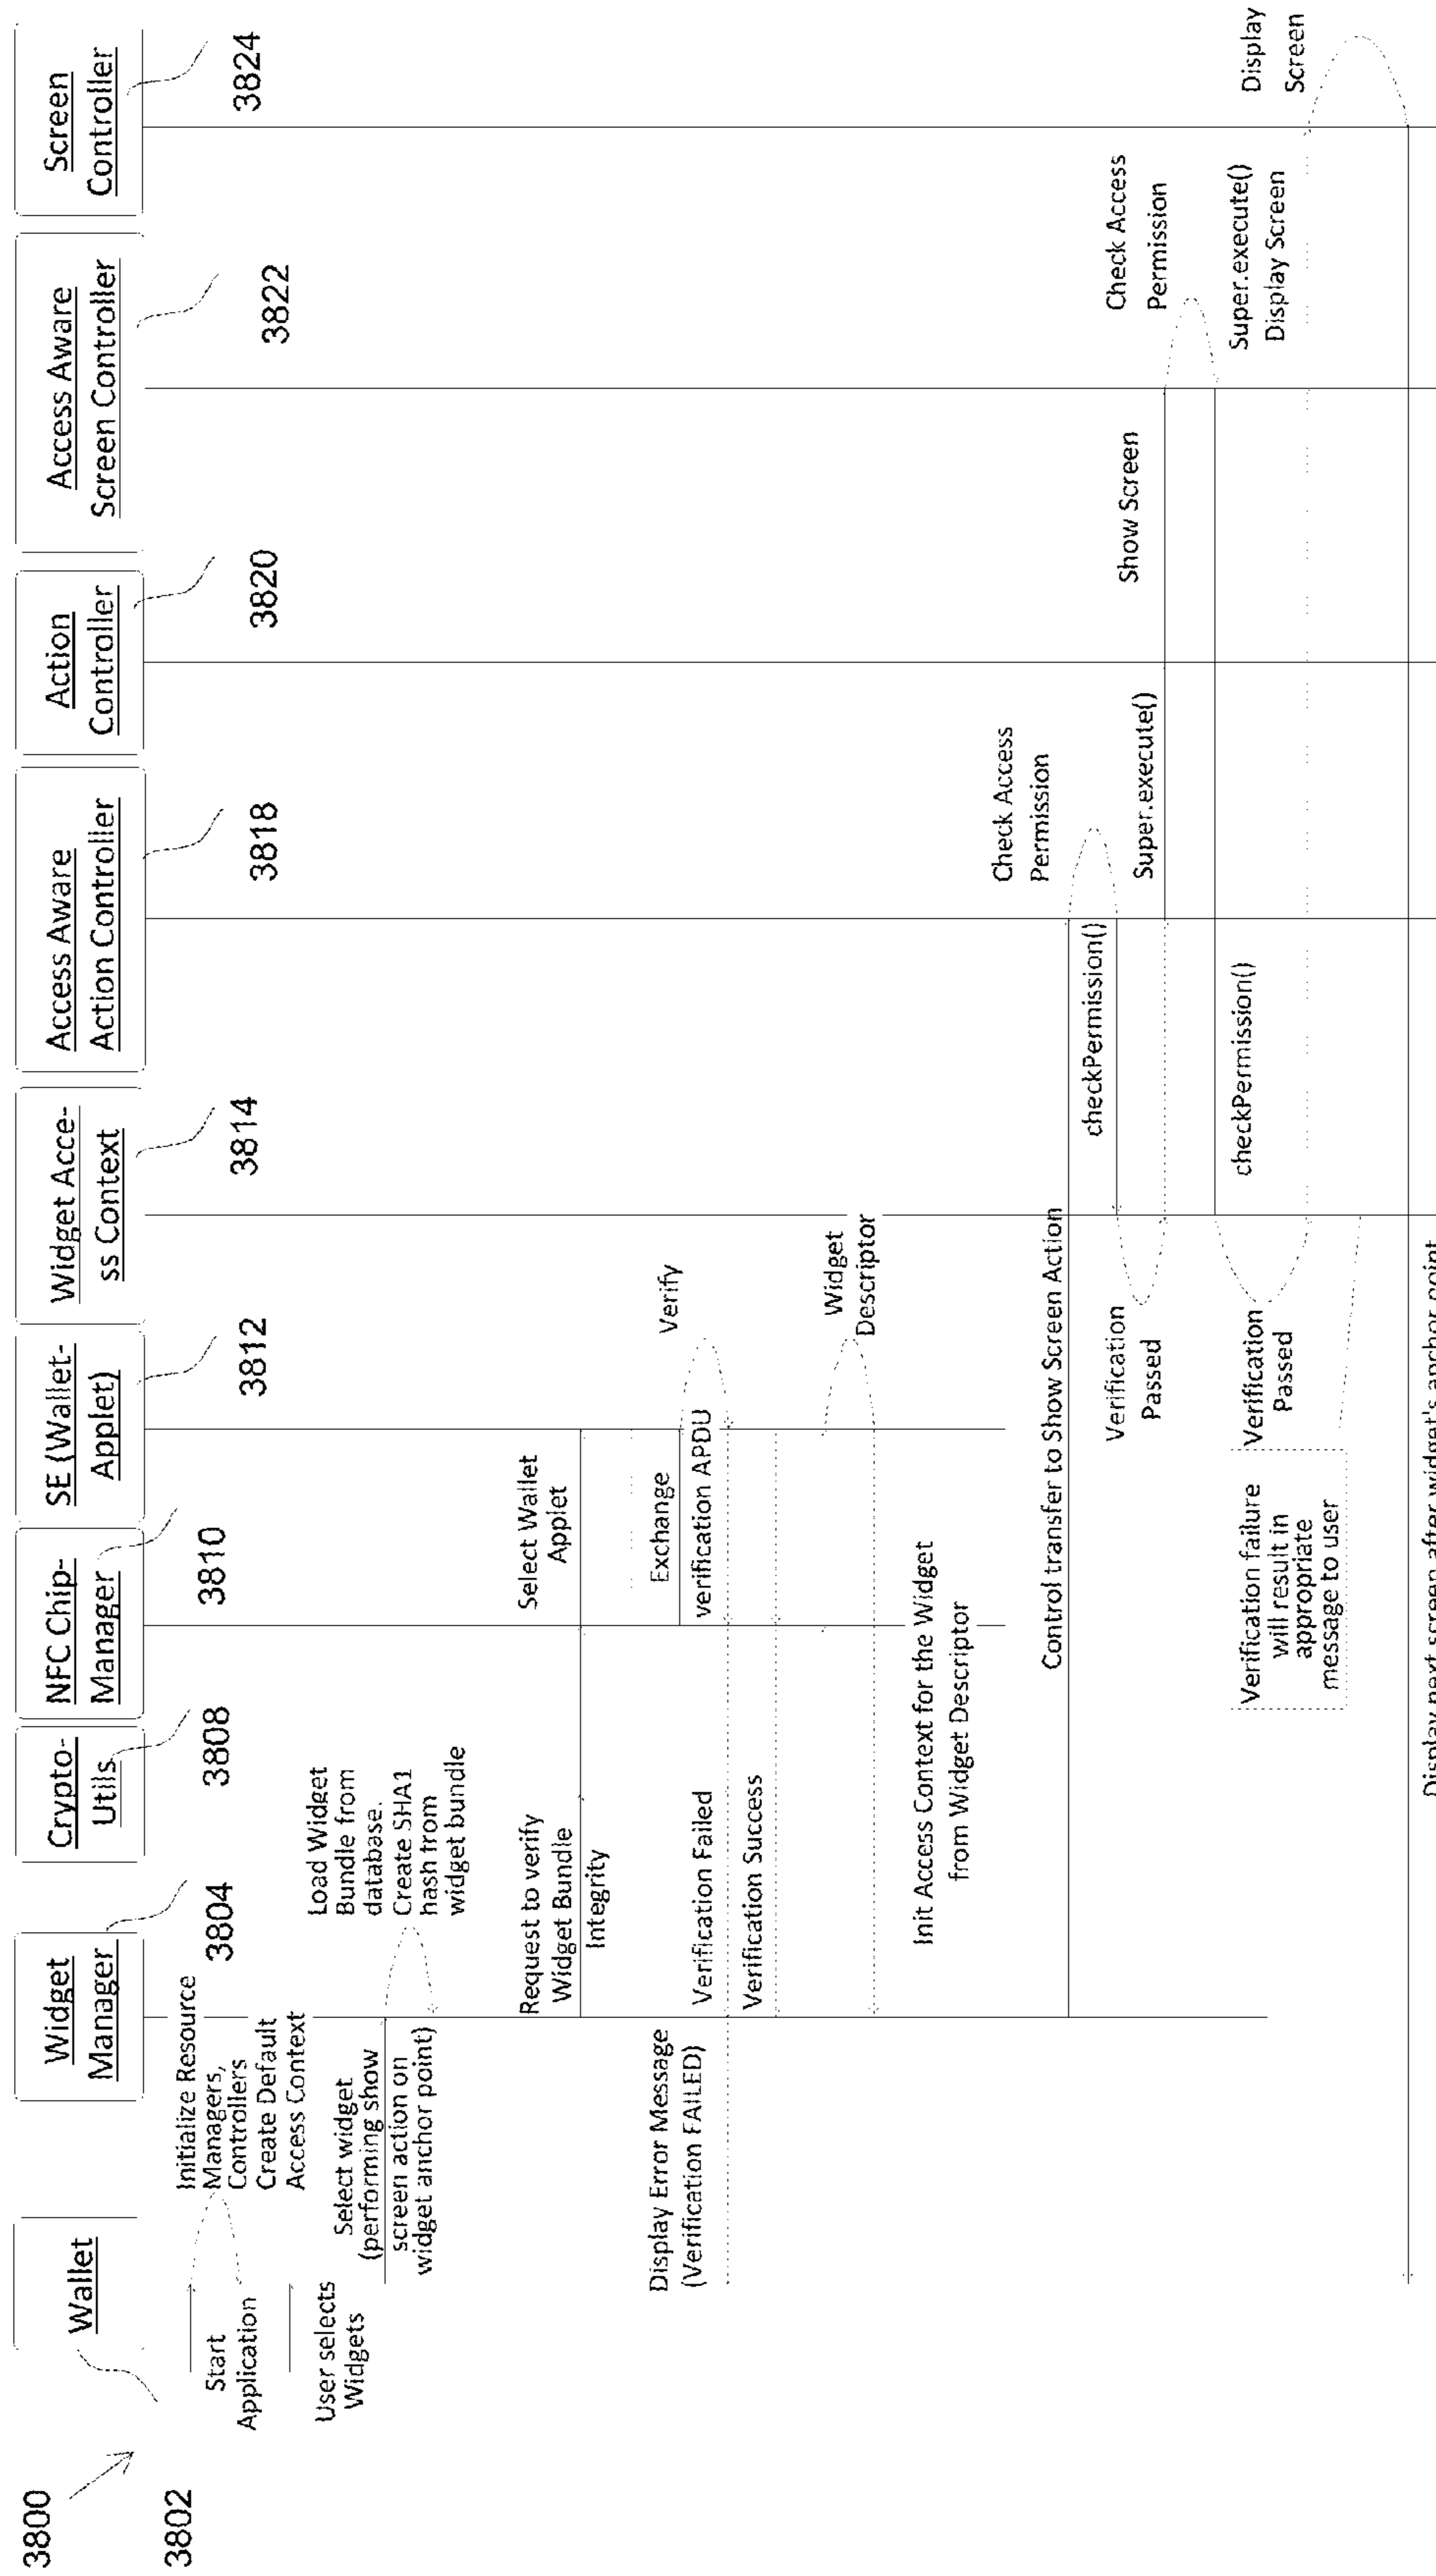 3800
3802
Wallet
Widget
Manager
3804
Crypto-
Utils
3808
NFC Chip-
Manager
3810
SE (Wallet-
Applet)
3812
Widget Acce-
ss Context
3814
Access Aware
Action Controller
3818
Action
Controller
3820
Access Aware
Screen Controller
3822
Screen
Controller
3824
Start
Application
Initialize Resource
Managers,
Controllers
Create Default
Access Context
User selects
Widgets
Select widget
(performing show
screen action on
widget anchor point)
Load Widget
Bundle from
database.
Create SHA1
hash from
widget bundle
Request to verify
Widget Bundle
Integrity
Select Wallet
Applet
Exchange
verification APDU
Verify
Display Error Message
(Verification FAILED)
Verification Failed
Verification Success
Widget
Descriptor
Init Access Context for the Widget
from Widget Descriptor
Control transfer to Show Screen Action
Check Access
Permission
checkPermission()
Verification
Passed
Super.execute()
Show Screen
Check Access
Permission
checkPermission()
Verification
Passed
Super.execute()
Display Screen
Display
Screen
Verification failure
will result in
appropriate
message to user
Display next screen after widget's anchor point